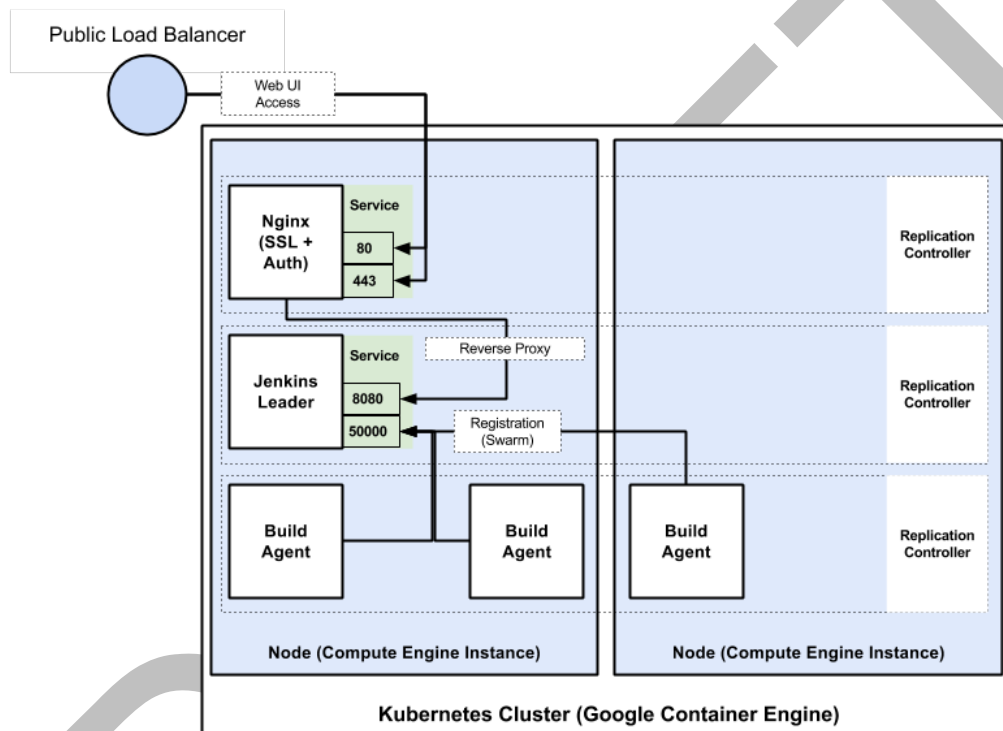 Public Load Balancer
Web UI
Access
Nginx
(SSL +
Auth)
Service
80
443
Replication
Controller
Reverse Proxy
Jenkins
Leader
Service
8080
50000
Registration
(Swarm)
Replication
Controller
Build
Agent
Build
Agent
Build
Agent
Replication
Controller
Node (Compute Engine Instance)
Node (Compute Engine Instance)
Kubernetes Cluster (Google Container Engine)